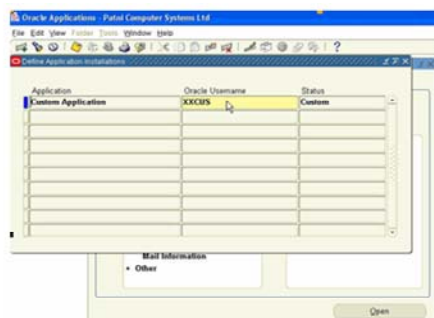 Oracle Applications - Patni Computer Systems Ltd
File Edit View Folder Tools Window Help
Define Application Installations
Application Oracle Username Status
Custom Application XXCUS Custom
Mail Information
+ Other
Open